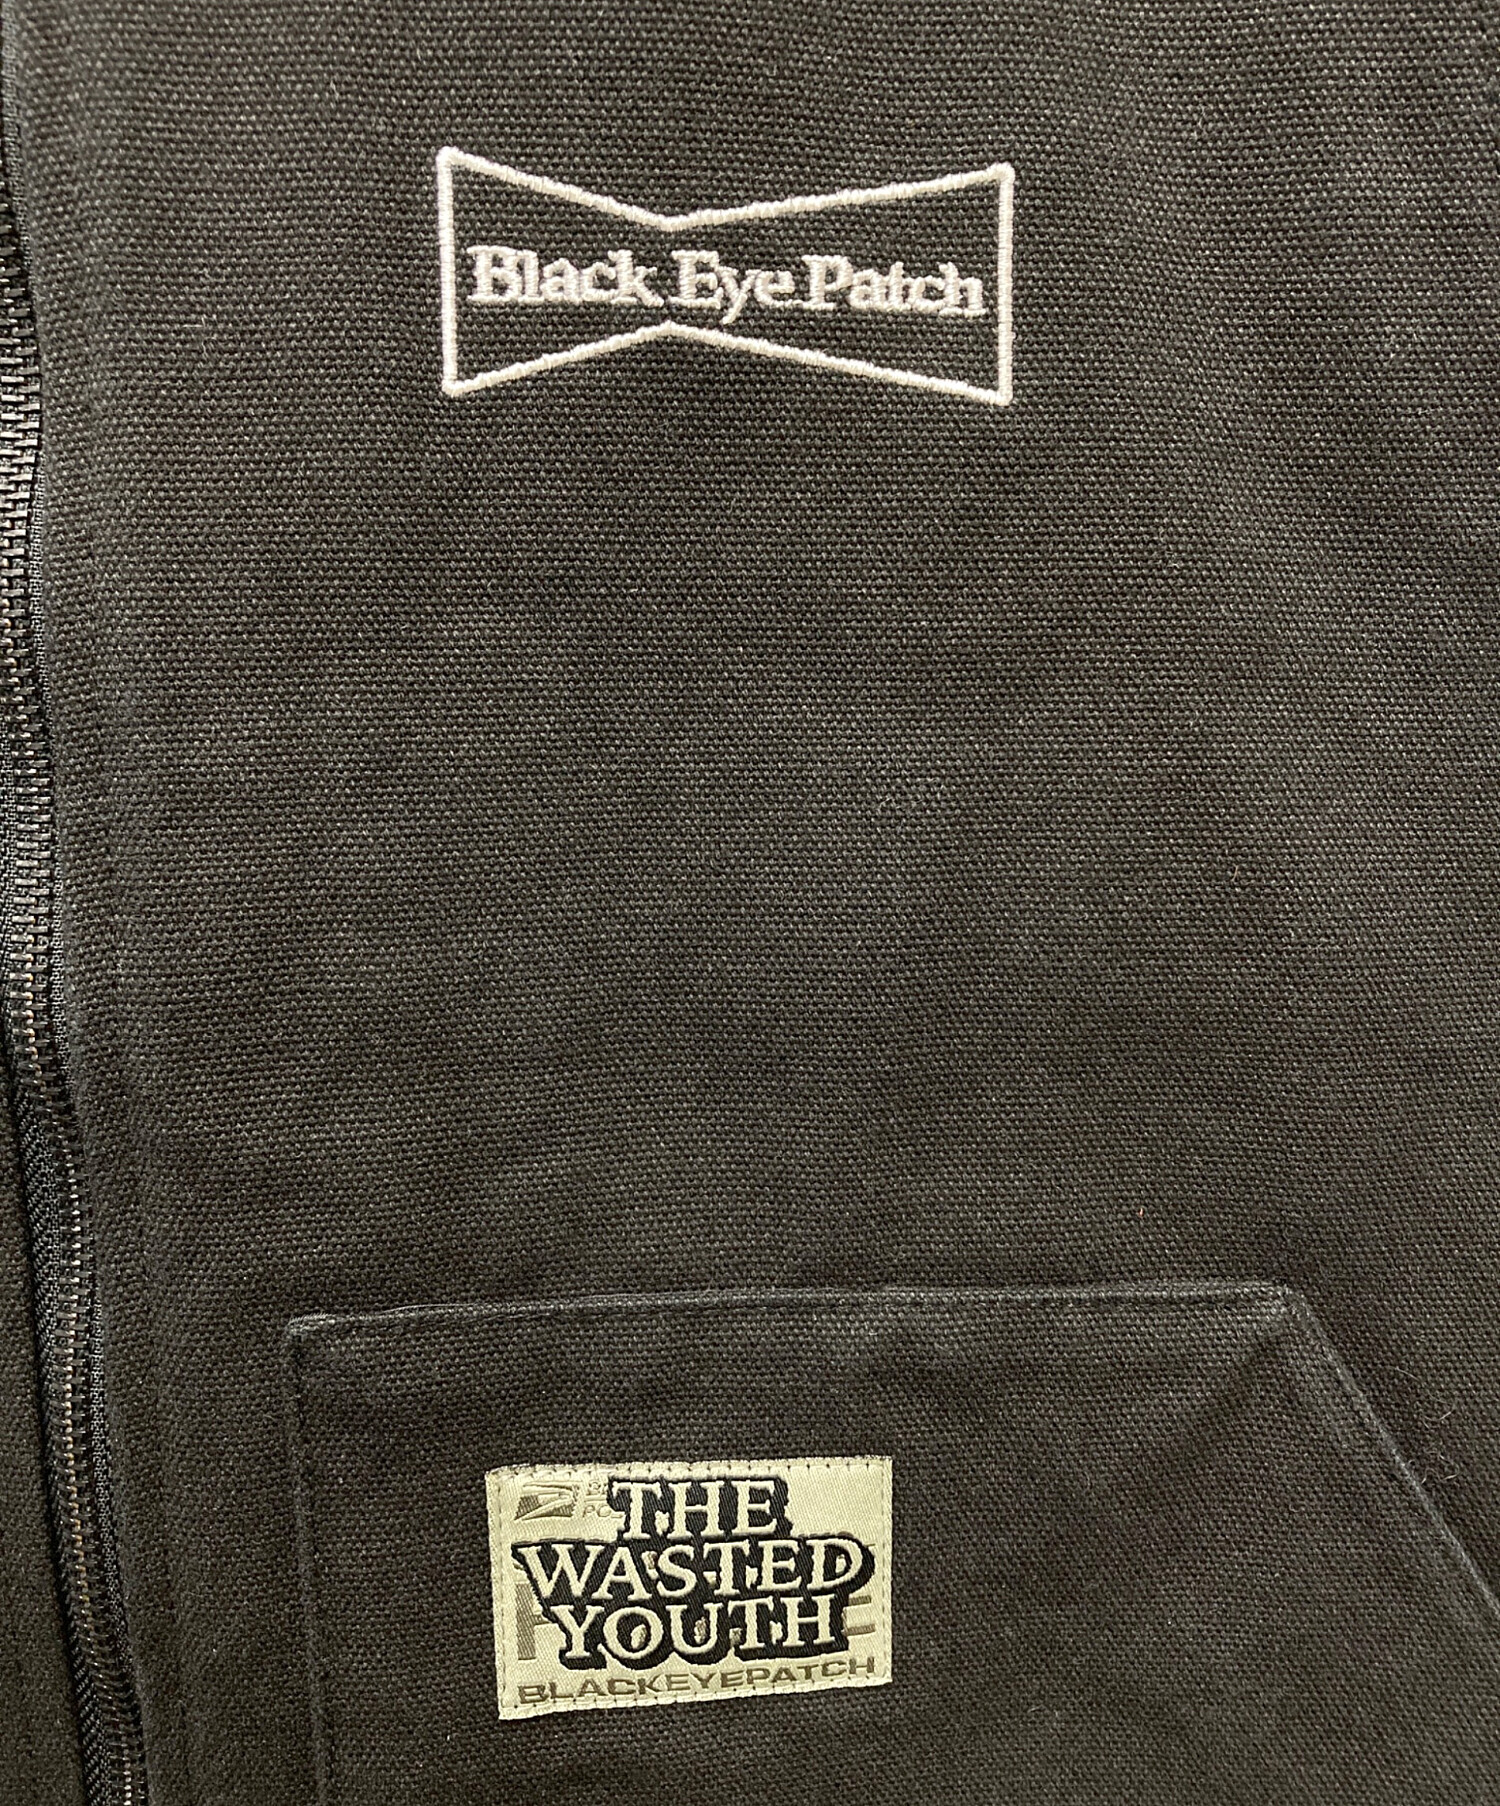 Black Eye Patch
THE
WASTED
YOUTH
BLACKEYEPATCH